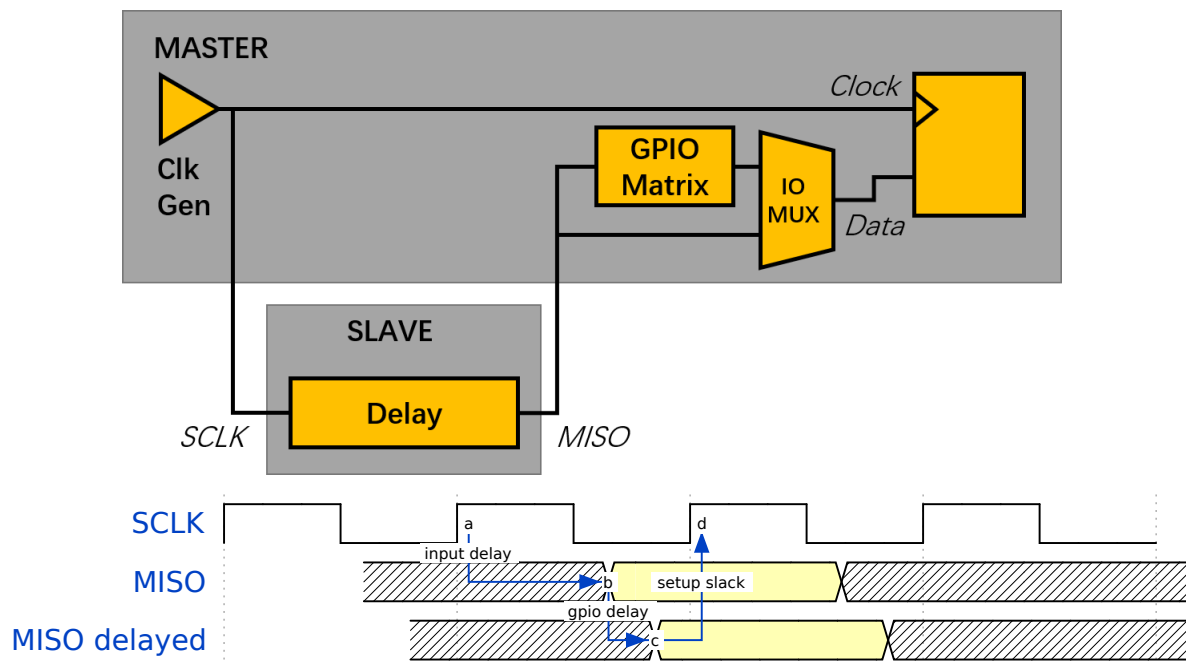 MASTER
Clock
Clk
Gen
GPIO
Matrix
IO
MUX
Data
SLAVE
Delay
SCLK
MISO
SCLK
a
d
input delay
MISO
b
setup slack
gpio delay
MISO delayed
c